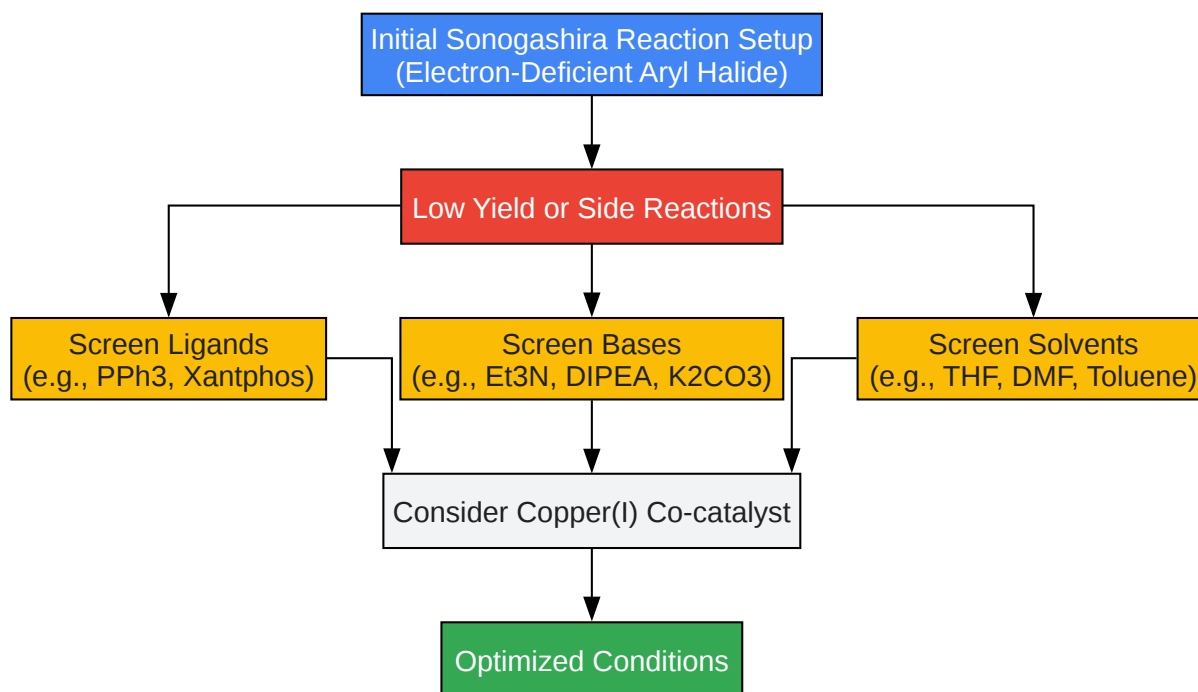 Initial Sonogashira Reaction Setup
(Electron-Deficient Aryl Halide)
Low Yield or Side Reactions
Screen Ligands
(e.g., PPh3, Xantphos)
Screen Bases
(e.g., Et3N, DIPEA, K2CO3)
Screen Solvents
(e.g., THF, DMF, Toluene)
Consider Copper(I) Co-catalyst
Optimized Conditions